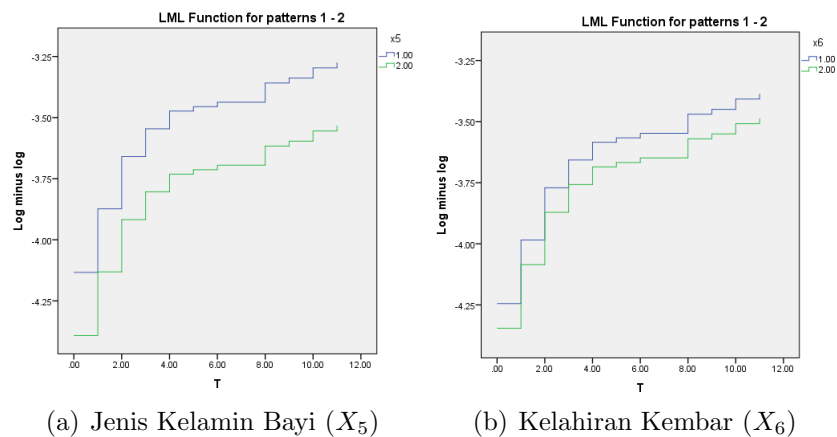 LML Function for patterns 1 - 2
x5
1.00
2.00
-3.25
-3.50
-3.75
-4.00
-4.25
Log minus log
.00 2.00 4.00 6.00 8.00 10.00 12.00
T
(a) Jenis Kelamin Bayi (X5)
LML Function for patterns 1 - 2
x6
1.00
2.00
-3.25
-3.50
-3.75
-4.00
-4.25
Log minus log
.00 2.00 4.00 6.00 8.00 10.00 12.00
T
(b) Kelahiran Kembar (X6)